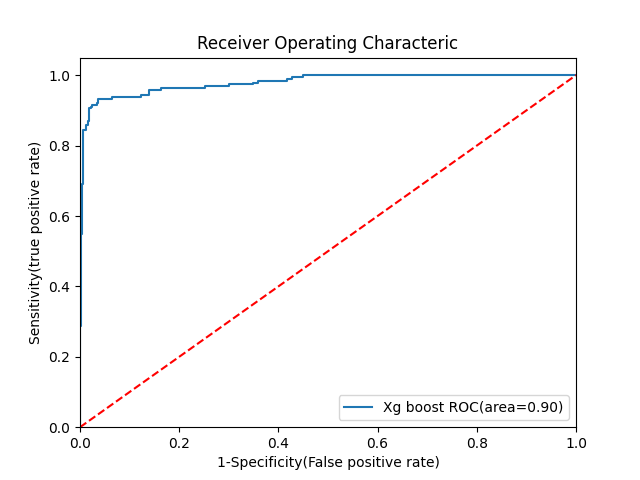 Receiver Operating Characteric
Sensitivity(true positive rate)
1.0
0.8
0.6
0.4
0.2
0.0
Xg boost ROC(area=0.90)
0.0 0.2 0.4 0.6 0.8 1.0
1-Specificity(False positive rate)